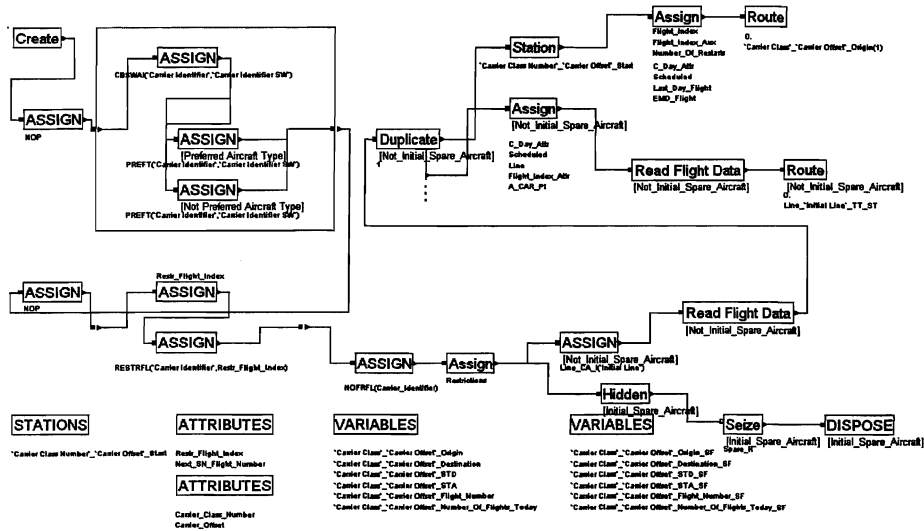 Create
ASSIGN
NOP
ASSIGN
CBSWAI('Carrier Identifier','Carrier Identifier SW')
ASSIGN
[Preferred Aircraft Type]
PREFT('Carrier Identifier','Carrier Identifier SW')
ASSIGN
[Not Preferred Aircraft Type]
PREFT('Carrier Identifier','Carrier Identifier SW')
Station
'Carrier Class Number'_'Carrier Offset'_Start
Assign
Flight_Index
Flight_Index_Aux
Number_Of_Restarts
C_Day_Attr
Scheduled
Last_Day_Flight
EMD_Flight
Route
0.
'Carrier Class'_'Carrier Offset'_Origin(1)
Duplicate
[Not_Initial_Spare_Aircraft]
1
Assign
[Not_Initial_Spare_Aircraft]
C_Day_Attr
Scheduled
Line
Flight_Index_Attr
A_CAR_PI
Read Flight Data
[Not_Initial_Spare_Aircraft]
Route
[Not_Initial_Spare_Aircraft]
0.
Line_'Initial Line'_TT_ST
ASSIGN
NOP
Restr_Flight_Index
ASSIGN
ASSIGN
RESTRFL('Carrier Identifier',Restr_Flight_Index)
ASSIGN
NOFRFL(Carrier_Identifier)
Assign
Restrictions
ASSIGN
[Not_Initial_Spare_Aircraft]
Line_CA_I('Initial Line')
Read Flight Data
[Not_Initial_Spare_Aircraft]
Hidden
[Initial_Spare_Aircraft]
Seize
[Initial_Spare_Aircraft]
Spare_R
DISPOSE
[Initial_Spare_Aircraft]
STATIONS
'Carrier Class Number'_'Carrier Offset'_Start
ATTRIBUTES
Restr_Flight_Index
Next_SN_Flight_Number
ATTRIBUTES
Carrier_Class_Number
Carrier_Offset
VARIABLES
'Carrier Class'_'Carrier Offset'_Origin
'Carrier Class'_'Carrier Offset'_Destination
'Carrier Class'_'Carrier Offset'_STD
'Carrier Class'_'Carrier Offset'_STA
'Carrier Class'_'Carrier Offset'_Flight_Number
'Carrier Class'_'Carrier Offset'_Number_Of_Flights_Today
VARIABLES
'Carrier Class'_'Carrier Offset'_Origin_SF
'Carrier Class'_'Carrier Offset'_Destination_SF
'Carrier Class'_'Carrier Offset'_STD_SF
'Carrier Class'_'Carrier Offset'_STA_SF
'Carrier Class'_'Carrier Offset'_Flight_Number_SF
'Carrier Class'_'Carrier Offset'_Number_Of_Flights_Today_SF